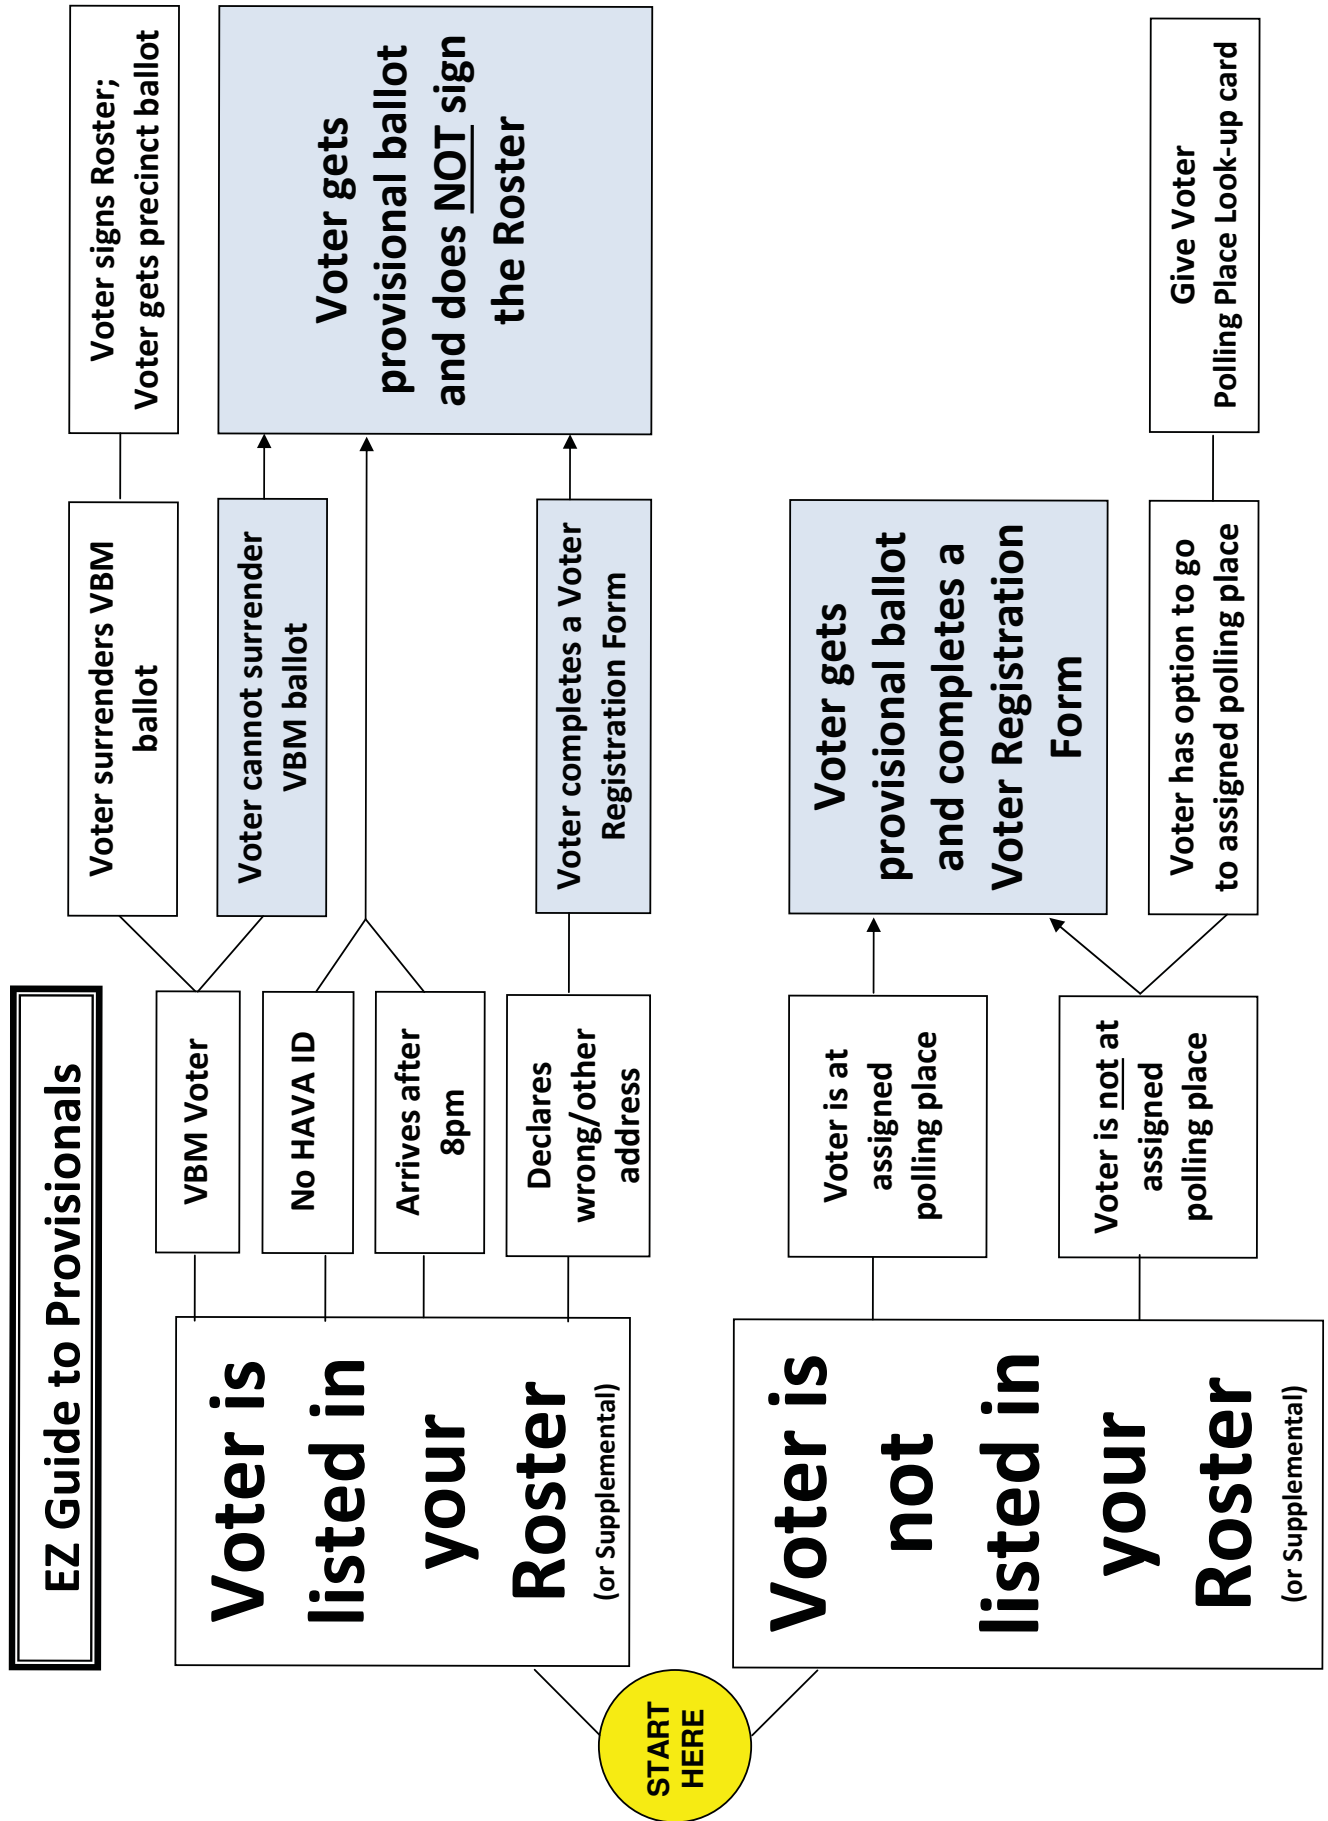 EZ Guide to Provisionals
START
HERE
Voter is
listed in
your
Roster
(or Supplemental)
VBM Voter
Voter surrenders VBM
ballot
Voter signs Roster;
Voter gets precinct ballot
Voter cannot surrender
VBM ballot
No HAVA ID
Arrives after
8pm
Declares
wrong/other
address
Voter completes a Voter
Registration Form
Voter gets
provisional ballot
and does NOT sign
the Roster
Voter is
not
listed in
your
Roster
(or Supplemental)
Voter is at
assigned
polling place
Voter is not at
assigned
polling place
Voter gets
provisional ballot
and completes a
Voter Registration
Form
Voter has option to go
to assigned polling place
Give Voter
Polling Place Look-up card